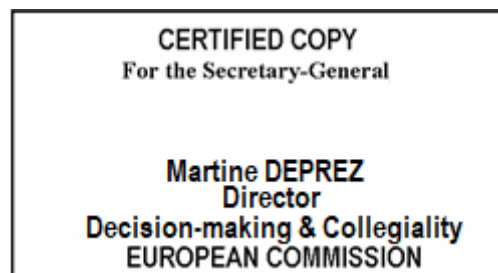 CERTIFIED COPY
For the Secretary-General
Martine DEPREZ
Director
Decision-making & Collegiality
EUROPEAN COMMISSION